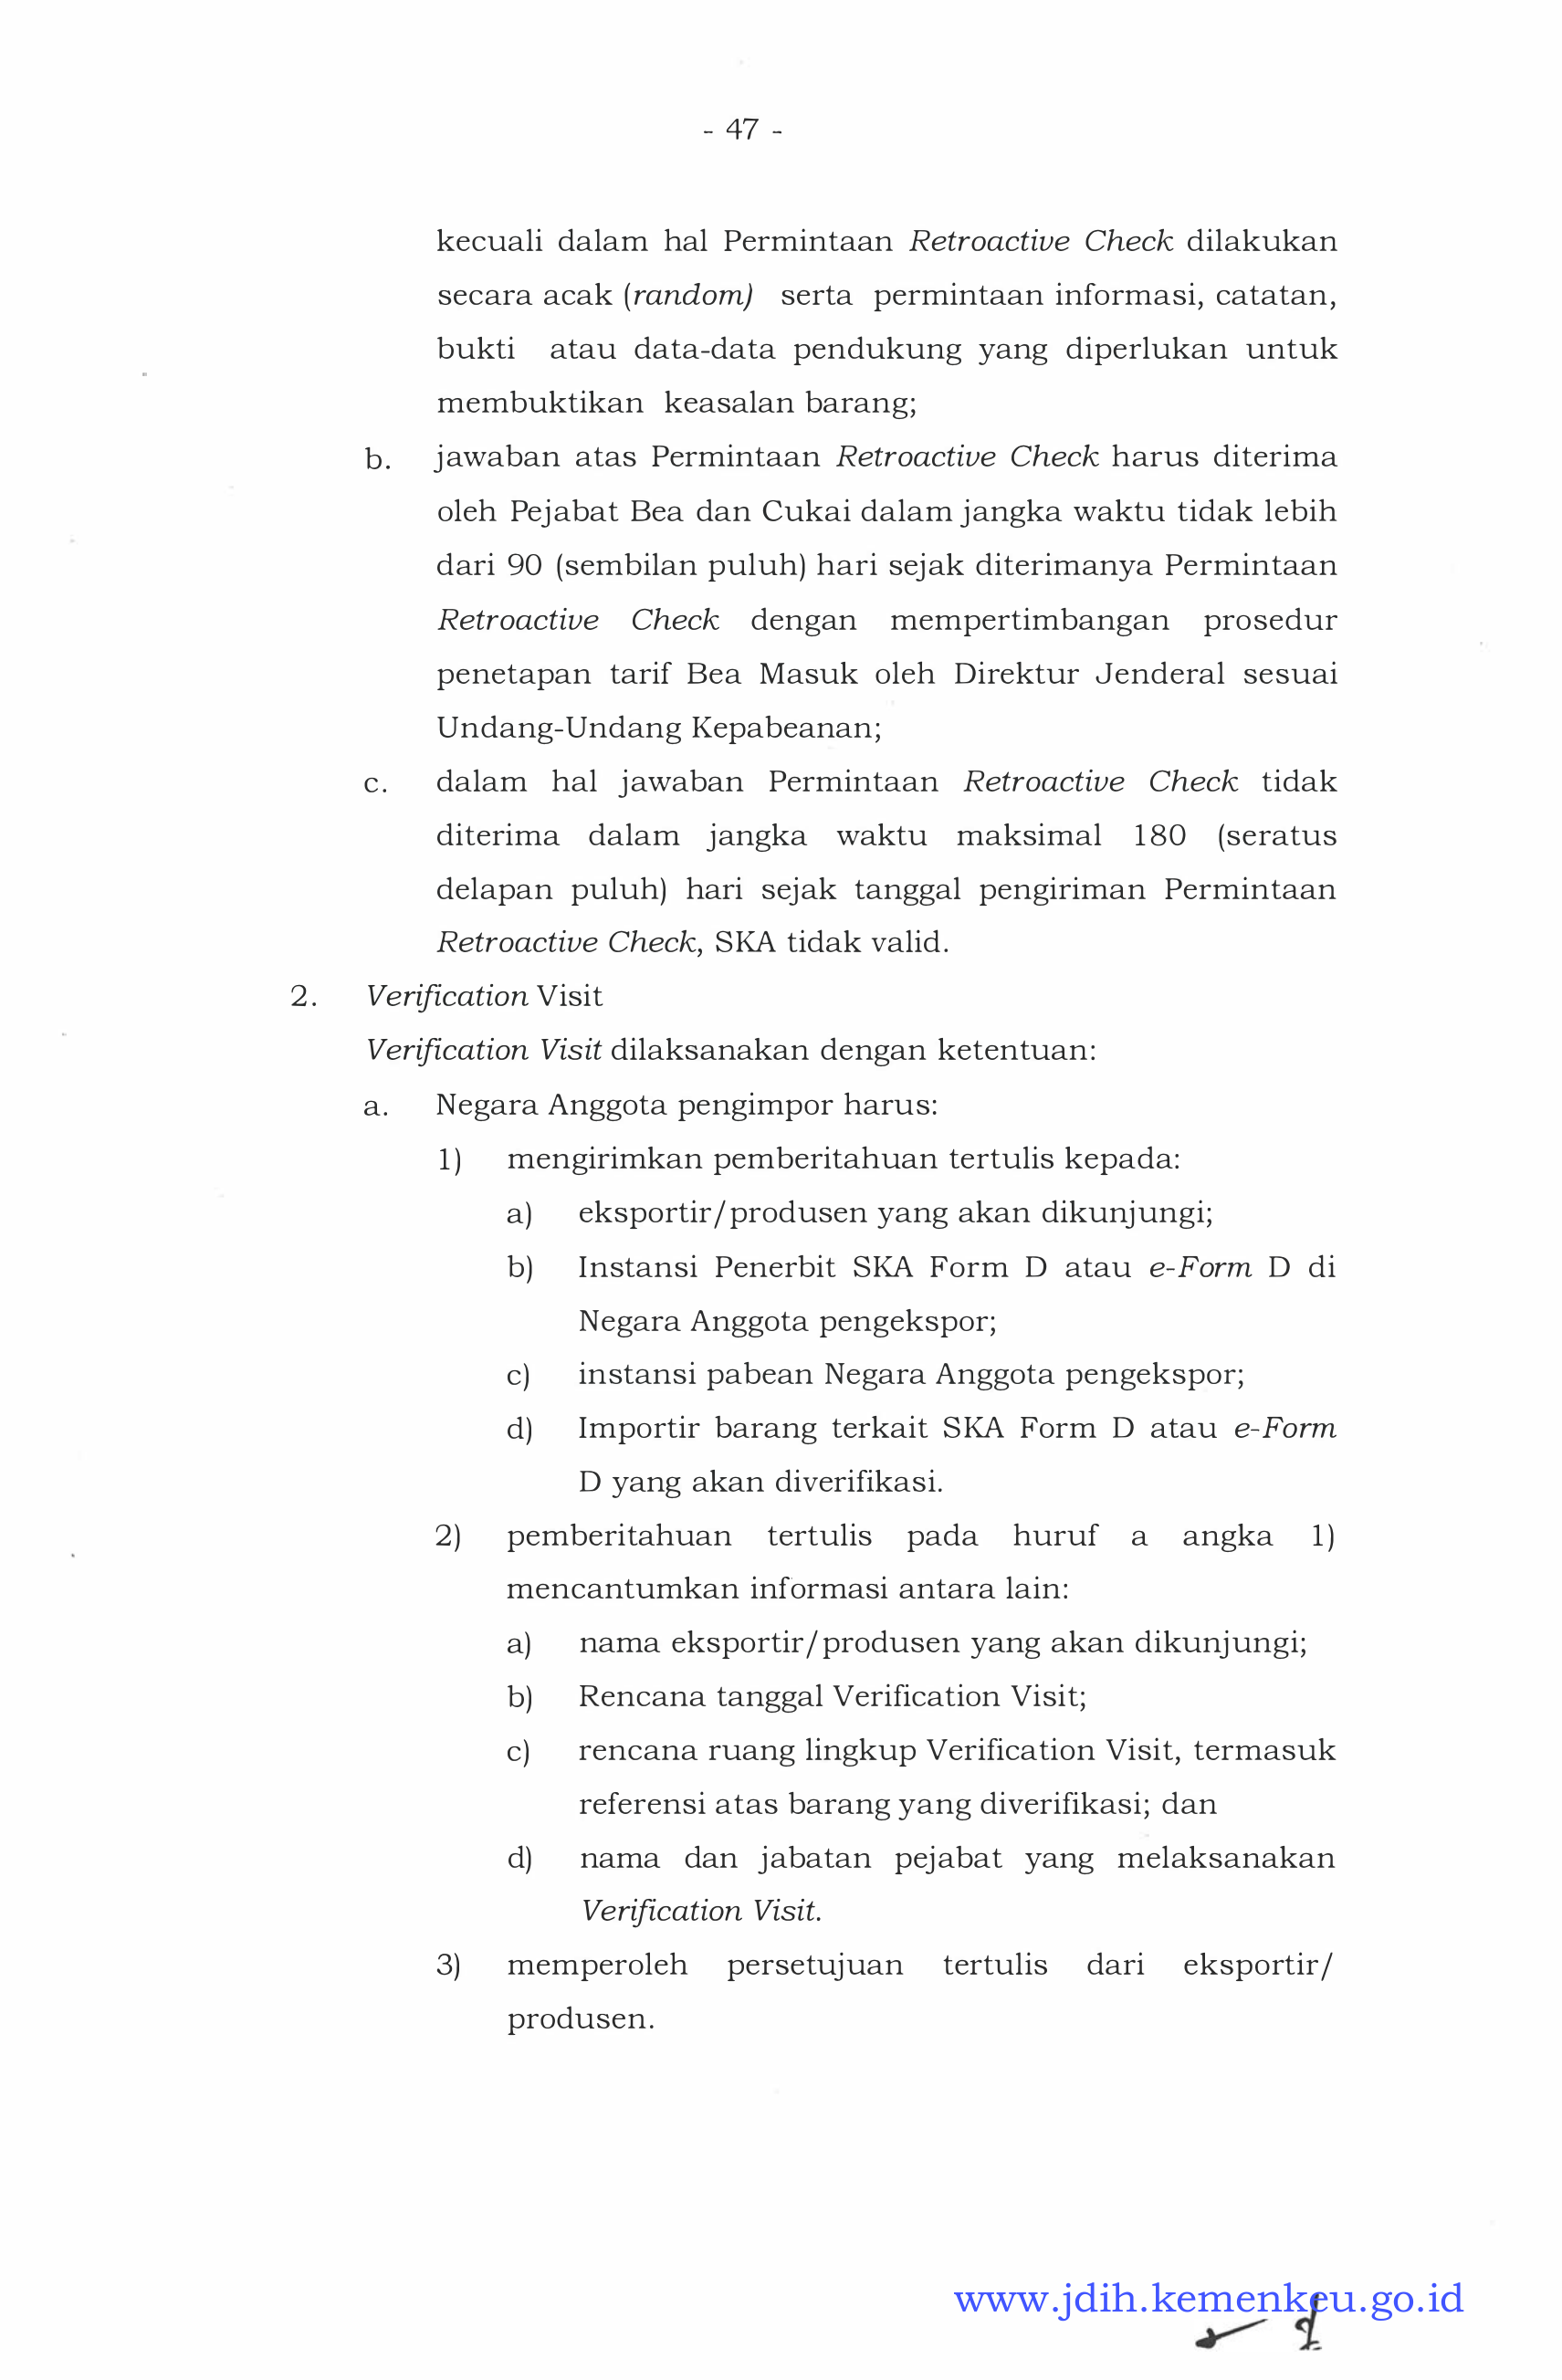 - 47 -
kecuali dalam hal Permintaan Retroactive Check dilakukan
secara acak (random) serta permintaan informasi, catatan,
bukti atau data-data pendukung yang diperlukan untuk
membuktikan keasalan barang;
b. jawaban atas Permintaan Retroactive Check harus diterima
oleh Pejabat Bea dan Cukai dalam jangka waktu tidak lebih
dari 90 (sembilan puluh) hari sejak diterimanya Permintaan
Retroactive Check dengan mempertimbangan prosedur
penetapan tarif Bea Masuk oleh Direktur Jenderal sesuai
Undang-Undang Kepabeanan;
c. dalam hal jawaban Permintaan Retroactive Check tidak
diterima dalam jangka waktu maksimal 180 (seratus
delapan puluh) hari sejak tanggal pengiriman Permintaan
Retroactive Check, SKA tidak valid.
2. Verification Visit
Verification Visit dilaksanakan dengan ketentuan:
a. Negara Anggota pengimpor harus:
1) mengirimkan pemberitahuan tertulis kepada:
a) eksportir/produsen yang akan dikunjungi;
b) Instansi Penerbit SKA Form D atau e-Form D di
Negara Anggota pengekspor;
c) instansi pabean Negara Anggota pengekspor;
d) Importir barang terkait SKA Form D atau e-Form
D yang akan diverifikasi.
2) pemberitahuan tertulis pada huruf a angka 1)
mencantumkan informasi antara lain:
a) nama eksportir/produsen yang akan dikunjungi;
b) Rencana tanggal Verification Visit;
c) rencana ruang lingkup Verification Visit, termasuk
referensi atas barang yang diverifikasi; dan
d) nama dan jabatan pejabat yang melaksanakan
Verification Visit.
3) memperoleh persetujuan tertulis dari eksportir/
produsen.
www.jdih.kemenkeu.go.id